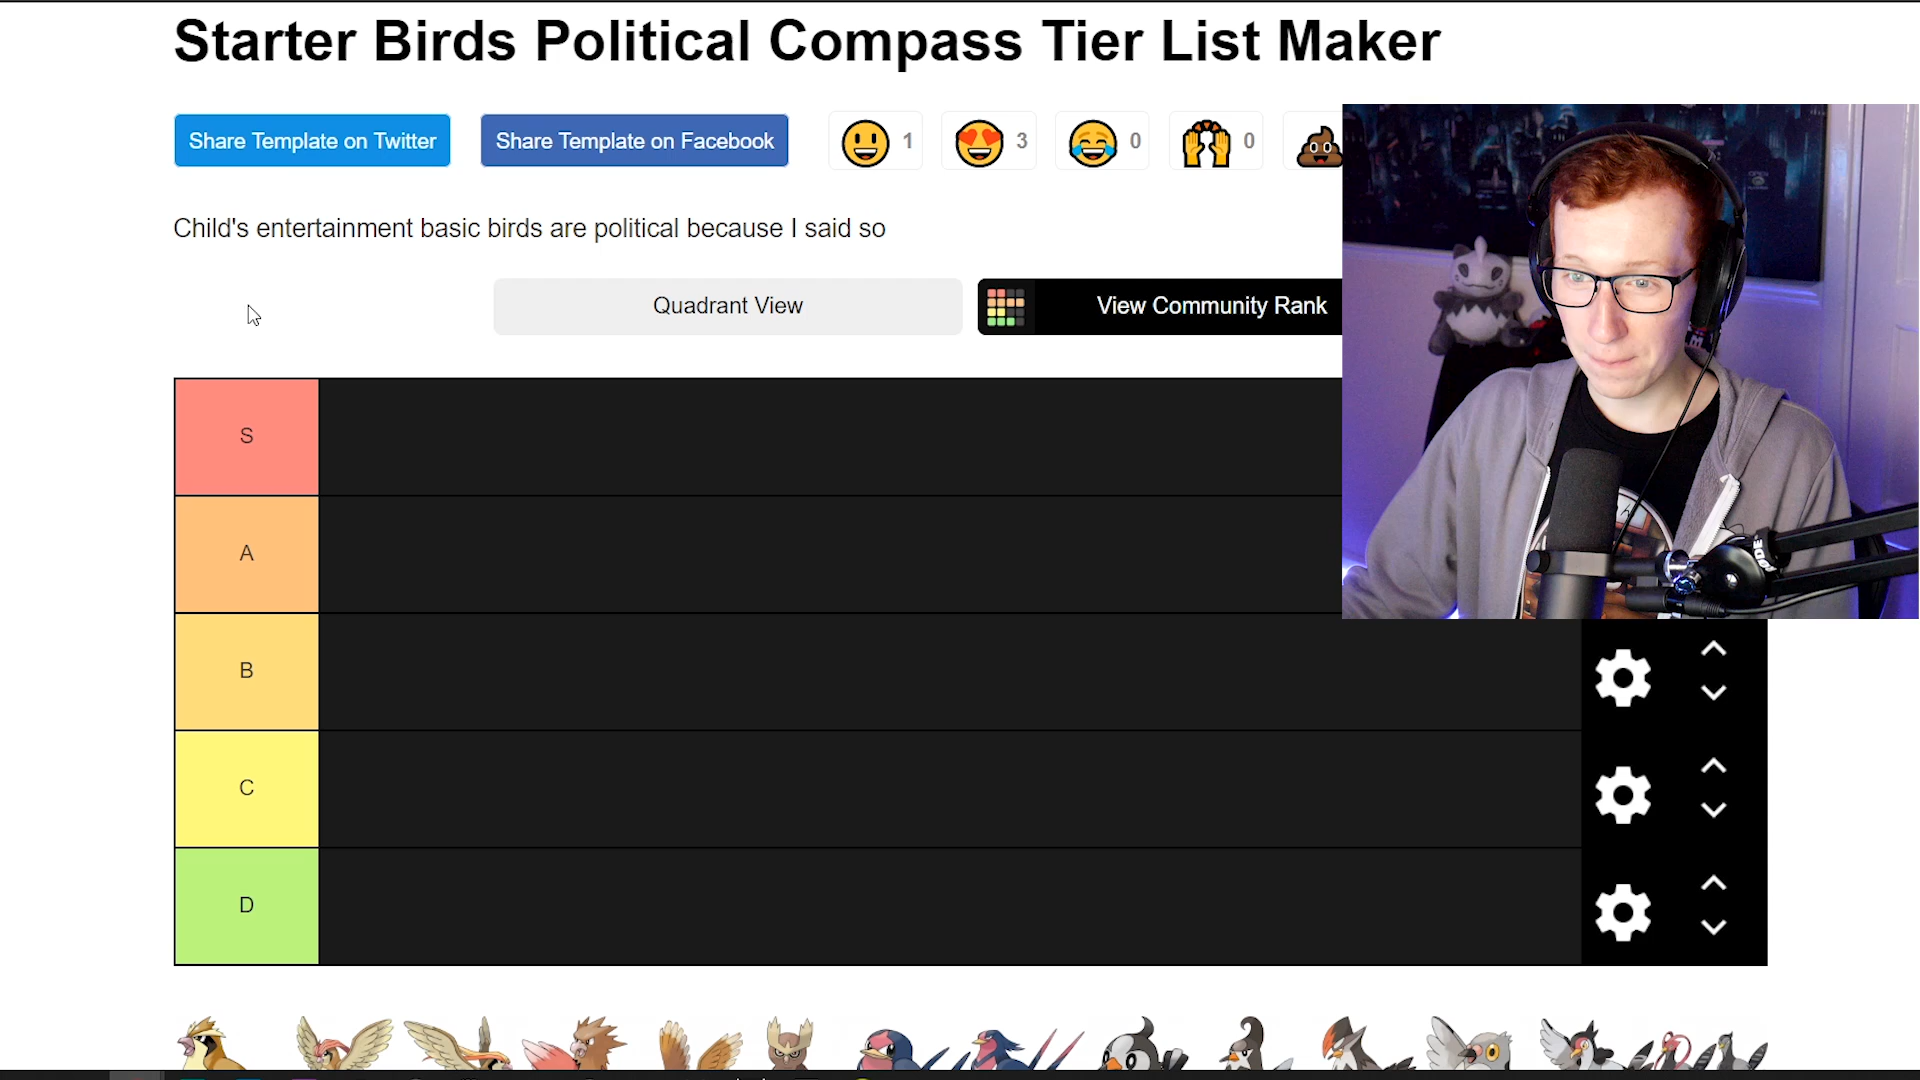 Starter Birds Political Compass Tier List Maker
Share Template on Twitter
Share Template on Facebook
1
3
0
0
Child's entertainment basic birds are political because I said so
Quadrant View
View Community Rank
S
A
B
C
D